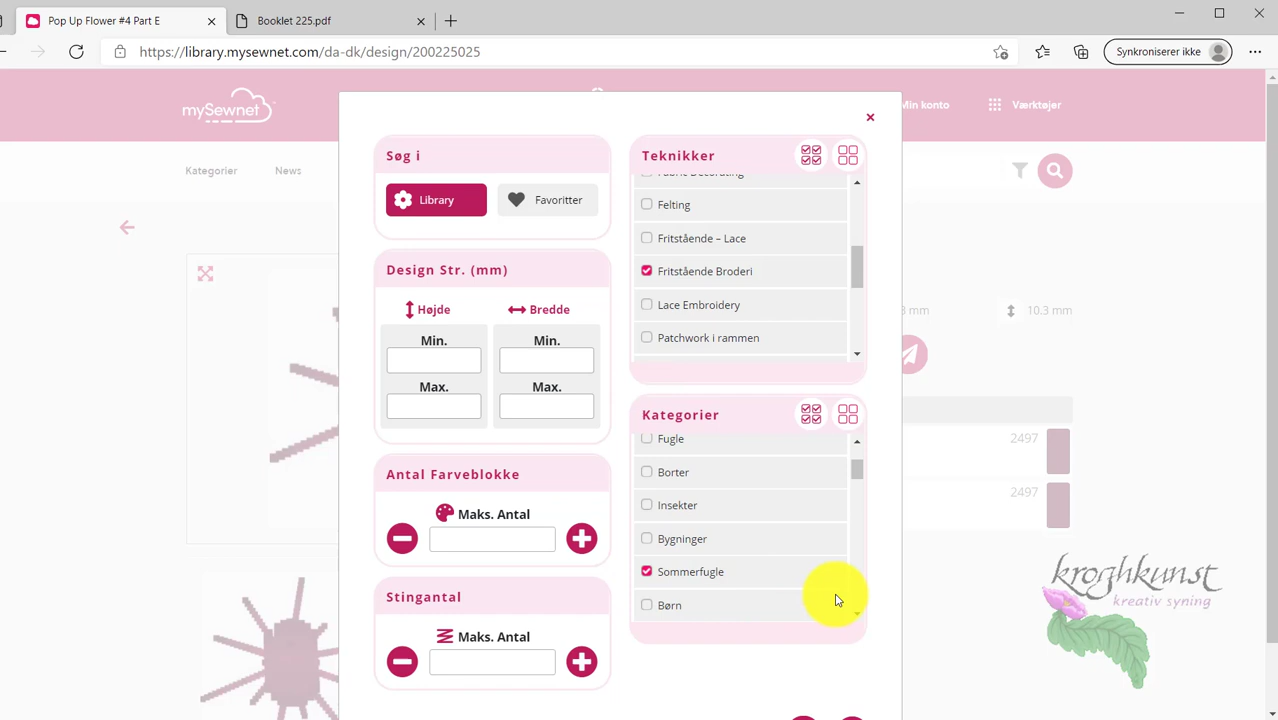 Pop Up Flower #4 Part E
Booklet 225.pdf
https://library.mysewnet.com/da-dk/design/200225025
Synkroniserer ikke
mySewnet
Min konto
Værktøjer
Kategorier
News
Søg i
Library
Favoritter
Design Str. (mm)
Højde
Bredde
Min.
Min.
Max.
Max.
Antal Farveblokke
Maks. Antal
Stingantal
Maks. Antal
Teknikker
Fabric Decorating
Felting
Fritstående – Lace
Fritstående Broderi
Lace Embroidery
Patchwork i rammen
Kategorier
Fugle
Borter
Insekter
Bygninger
Sommerfugle
Børn
mm
10.3 mm
2497
2497
kroghkunst
kreativ syning